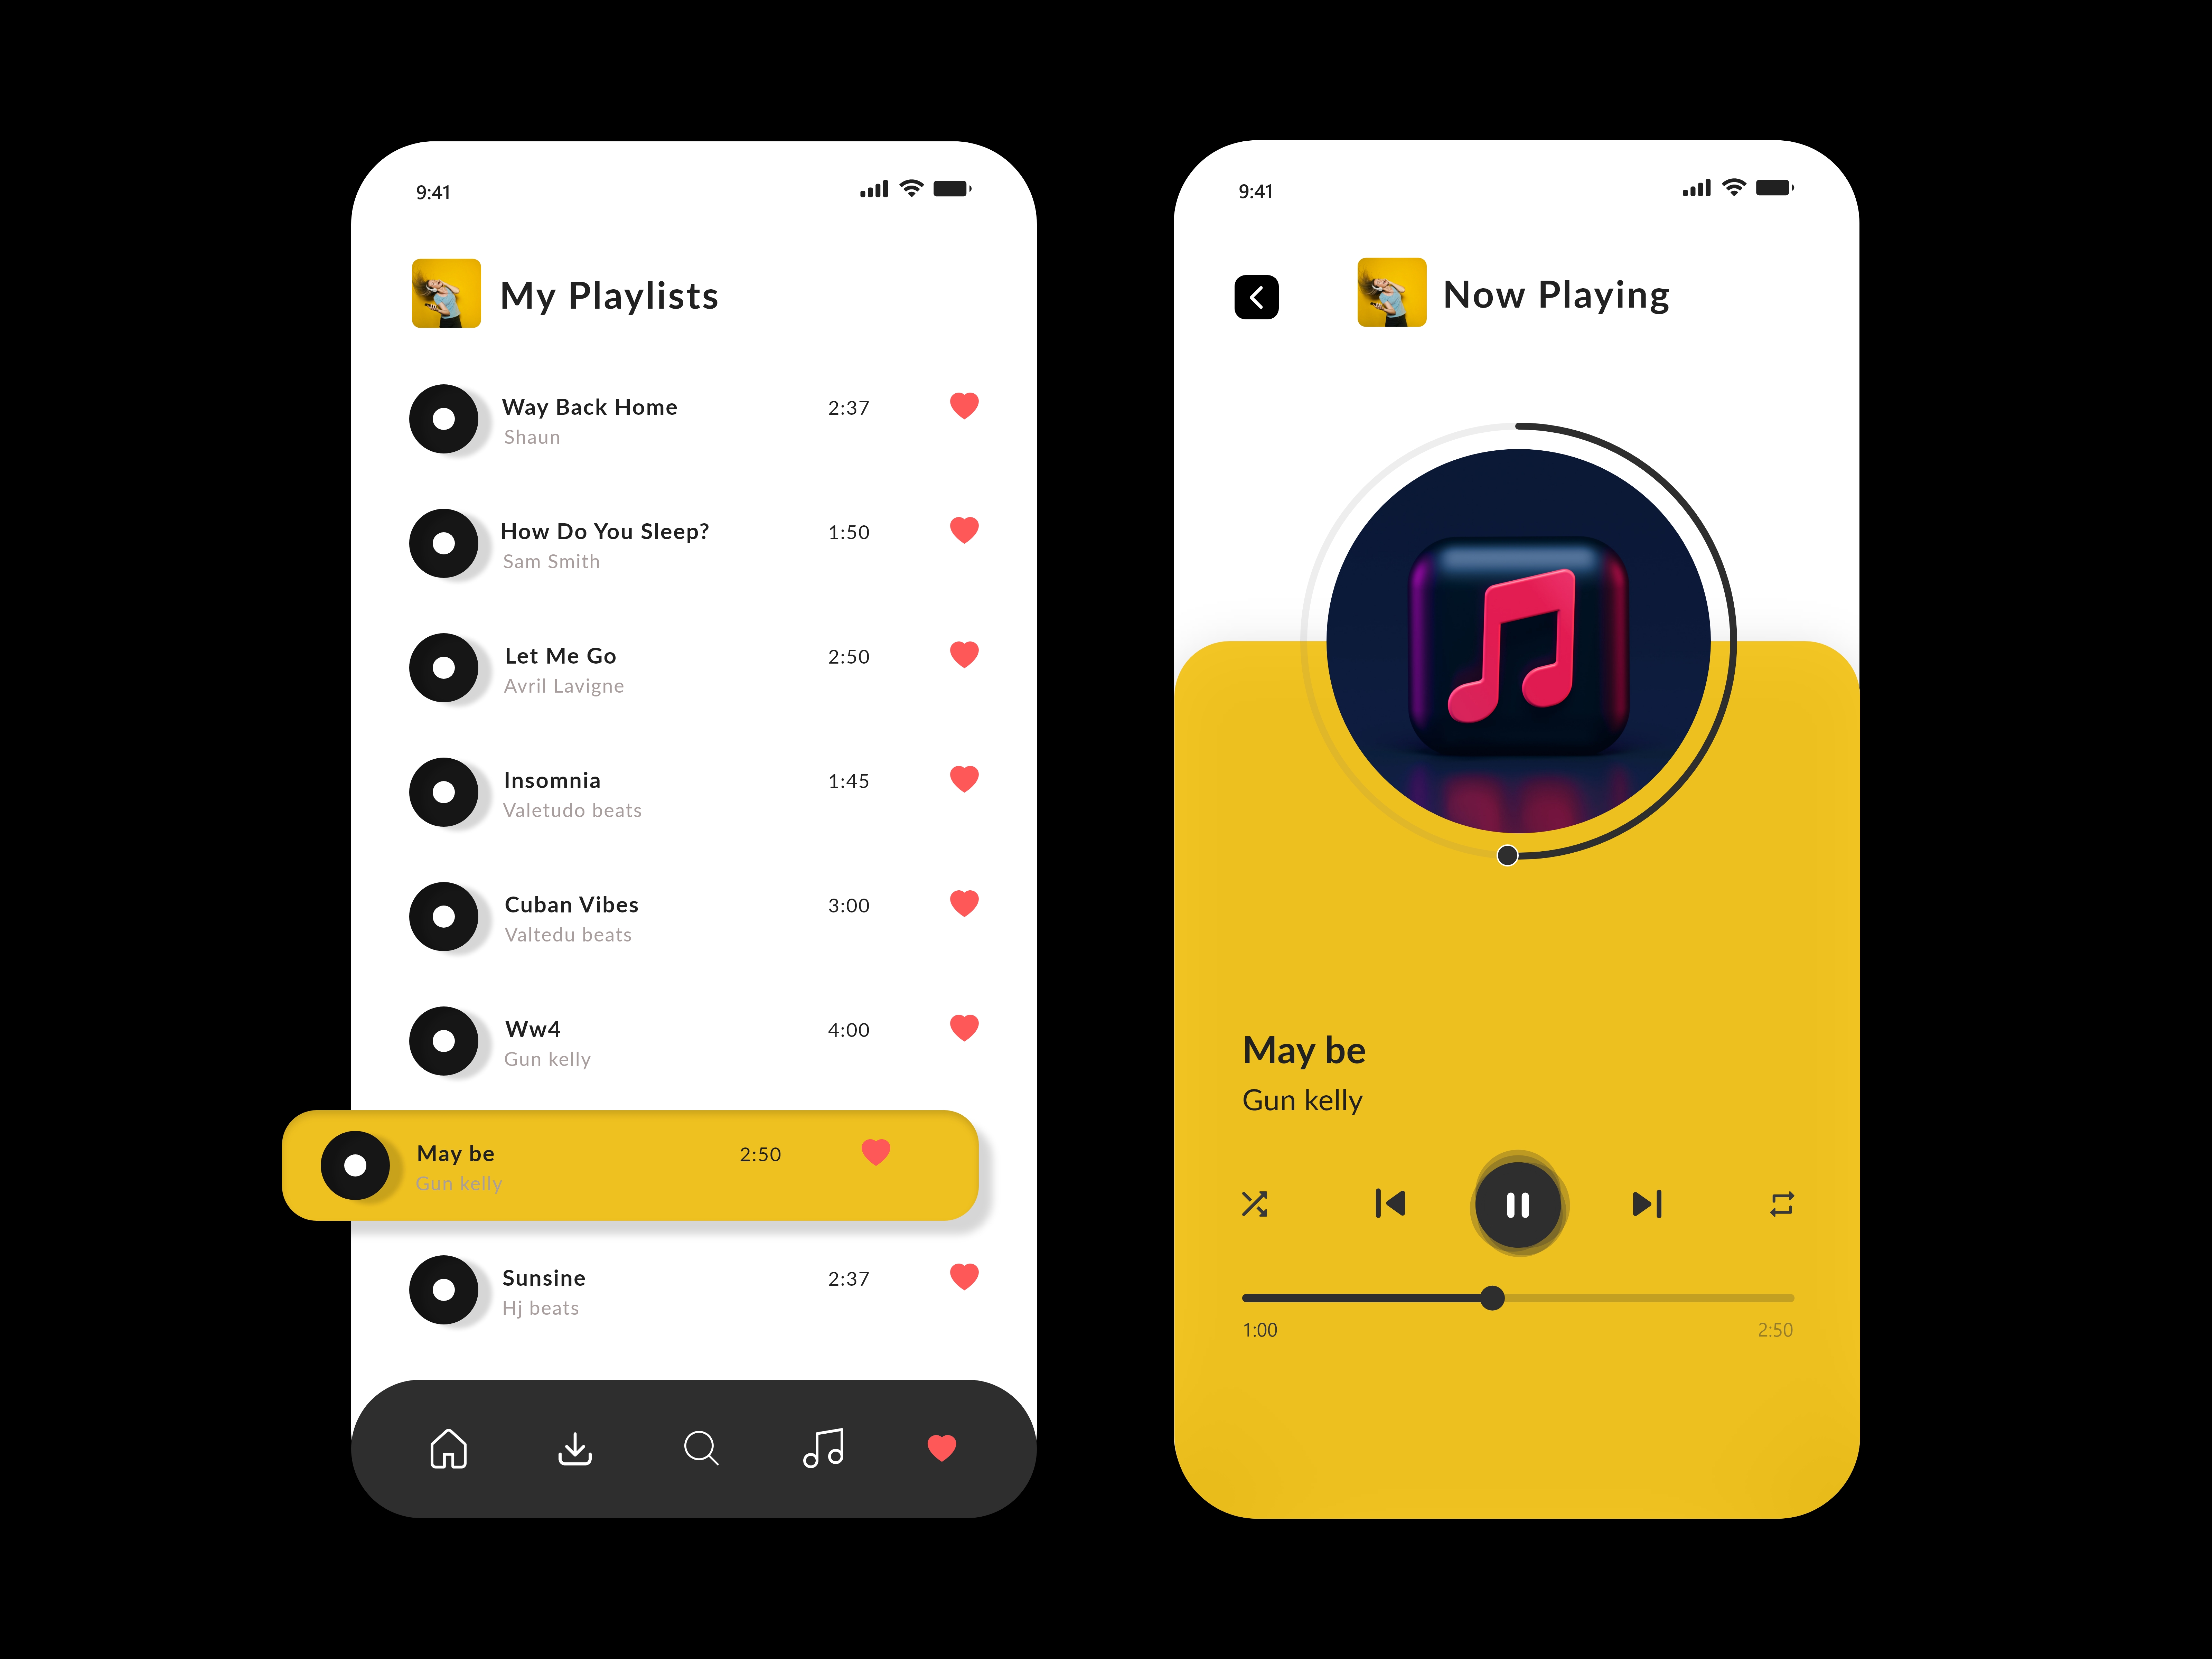 9:41
My Playlists
Way Back Home 2:37
Shaun
How Do You Sleep? 1:50
Sam Smith
Let Me Go 2:50
Avril Lavigne
Insomnia 1:45
Valetudo beats
Cuban Vibes 3:00
Valtedu beats
Ww4 4:00
Gun kelly
May be 2:50
Gun kelly
Sunsine 2:37
Hj beats
9:41
Now Playing
May be
Gun kelly
1:00 2:50